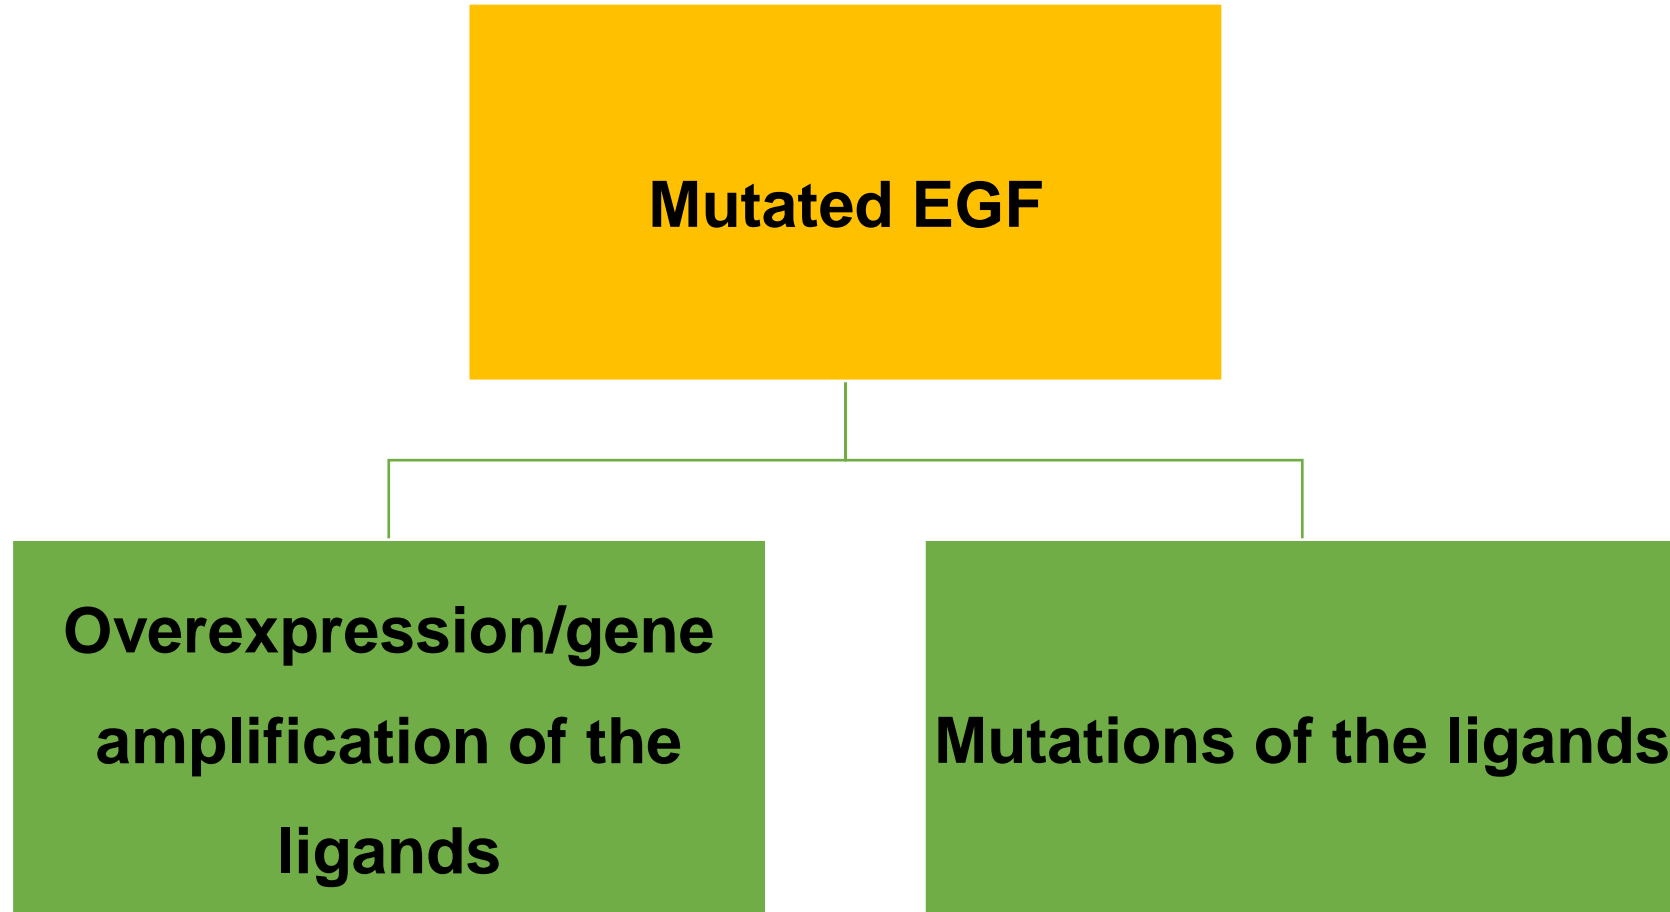 Mutated EGF
Overexpression/gene
amplification of the
ligands
Mutations of the ligands